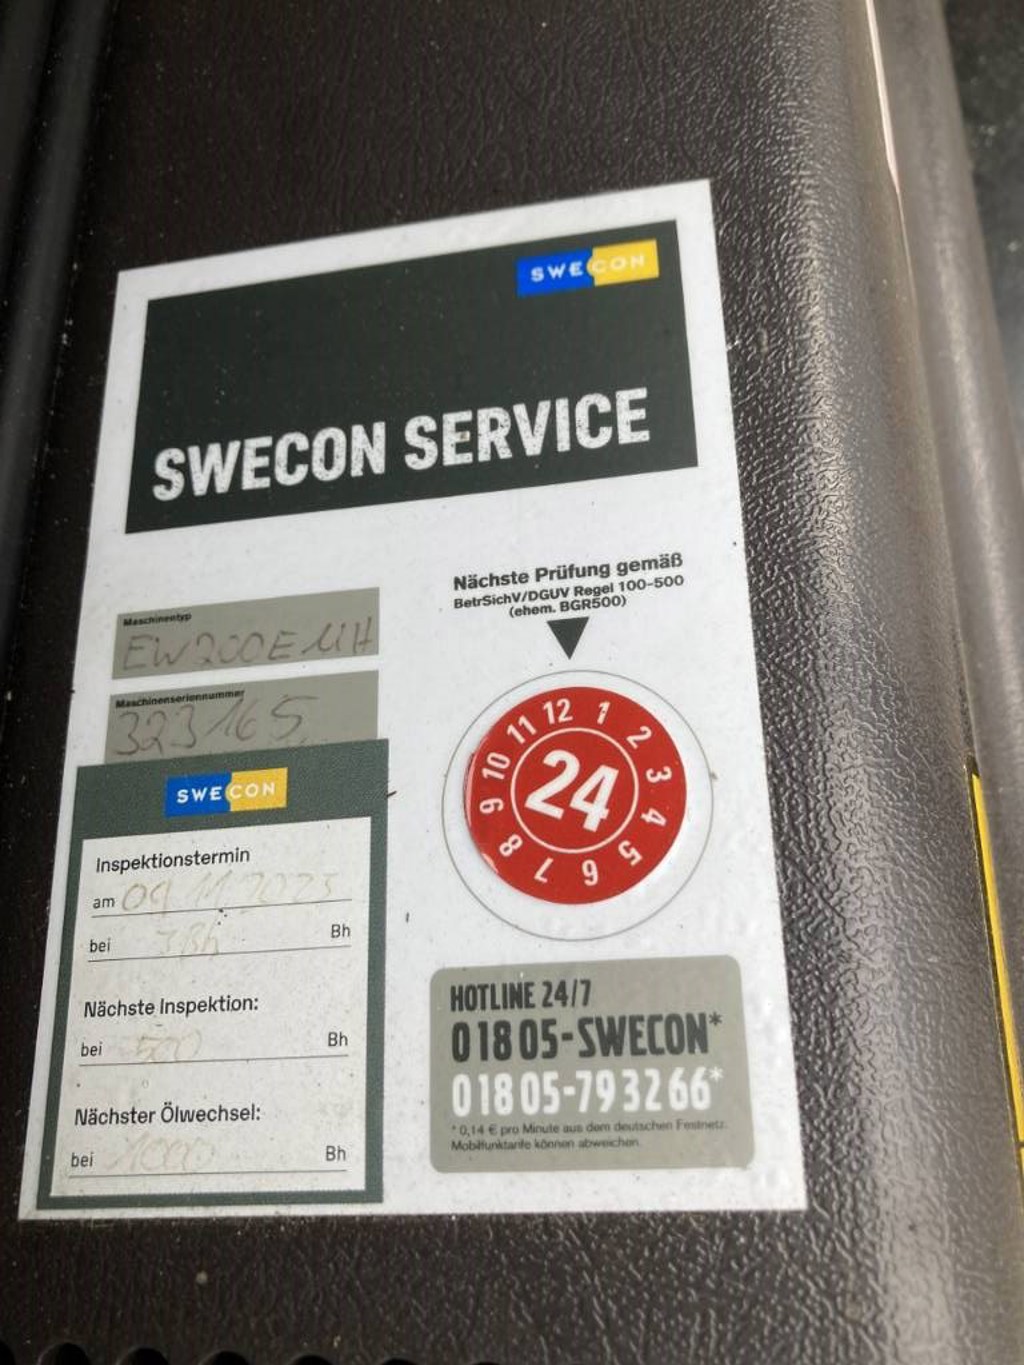 SWECON
SWECON SERVICE
Nächste Prüfung gemäß
BetrSichV/DGUV Regel 100-500
(ehem. BGR500)
Maschinentyp
EW200E MH
Maschinenseriennummer
323165
12 1 2 3 4 5 6 7 8 9 10 11
24
SWECON
Inspektionstermin
am 09.11.2023
bei Bh
Nächste Inspektion:
bei 500 Bh
Nächster Ölwechsel:
bei 1000 Bh
HOTLINE 24/7
01805-SWECON*
01805-793266*
* 0,14 € pro Minute aus dem deutschen Festnetz.
Mobilfunktarife können abweichen.